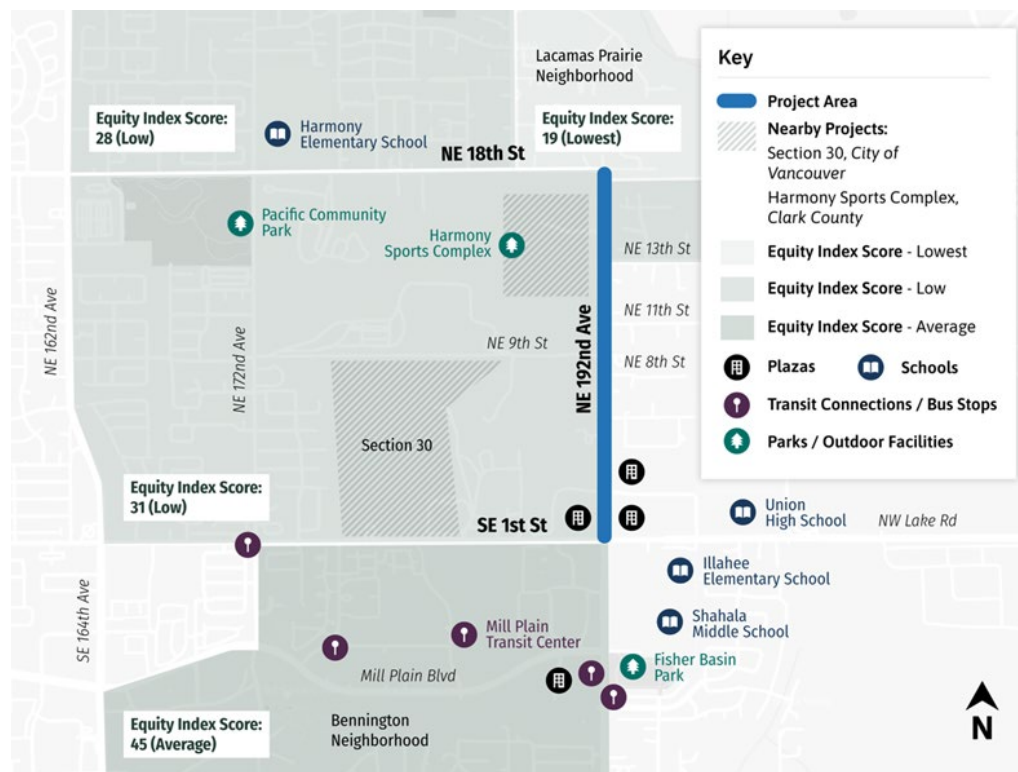 Lacamas Prairie
Neighborhood
Equity Index Score:
28 (Low)
Harmony
Elementary School
Equity Index Score:
19 (Lowest)
NE 18th St
Pacific Community
Park
Harmony
Sports Complex
NE 13th St
NE 162nd Ave
NE 172nd Ave
NE 11th St
NE 192nd Ave
NE 9th St
NE 8th St
Section 30
Equity Index Score:
31 (Low)
SE 1st St
Union
High School
NW Lake Rd
Illahee
Elementary School
SE 164th Ave
Mill Plain
Transit Center
Shahala
Middle School
Mill Plain Blvd
Fisher Basin
Park
Equity Index Score:
45 (Average)
Bennington
Neighborhood
N
Key
Project Area
Nearby Projects:
Section 30, City of
Vancouver
Harmony Sports Complex,
Clark County
Equity Index Score - Lowest
Equity Index Score - Low
Equity Index Score - Average
Plazas
Schools
Transit Connections / Bus Stops
Parks / Outdoor Facilities